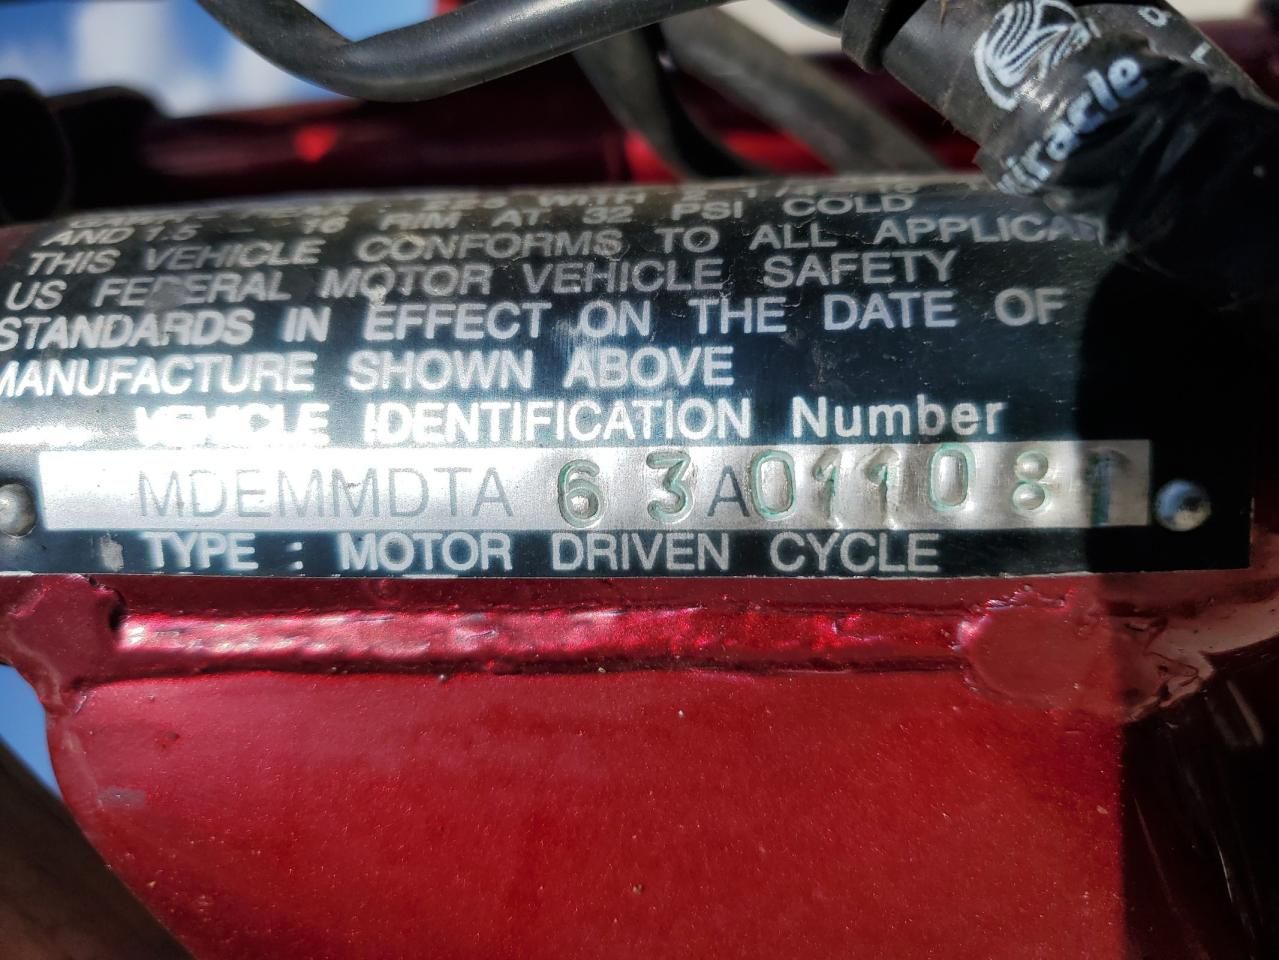 miracle
16 RIM AT 32 PSI COLD
AND 1.5 —
THIS VEHICLE CONFORMS TO ALL APPLICA
US FEDERAL MOTOR VEHICLE SAFETY
STANDARDS IN EFFECT ON THE DATE OF
MANUFACTURE SHOWN ABOVE
VEHICLE IDENTIFICATION Number
MDEMMDTA 63A011081
TYPE : MOTOR DRIVEN CYCLE